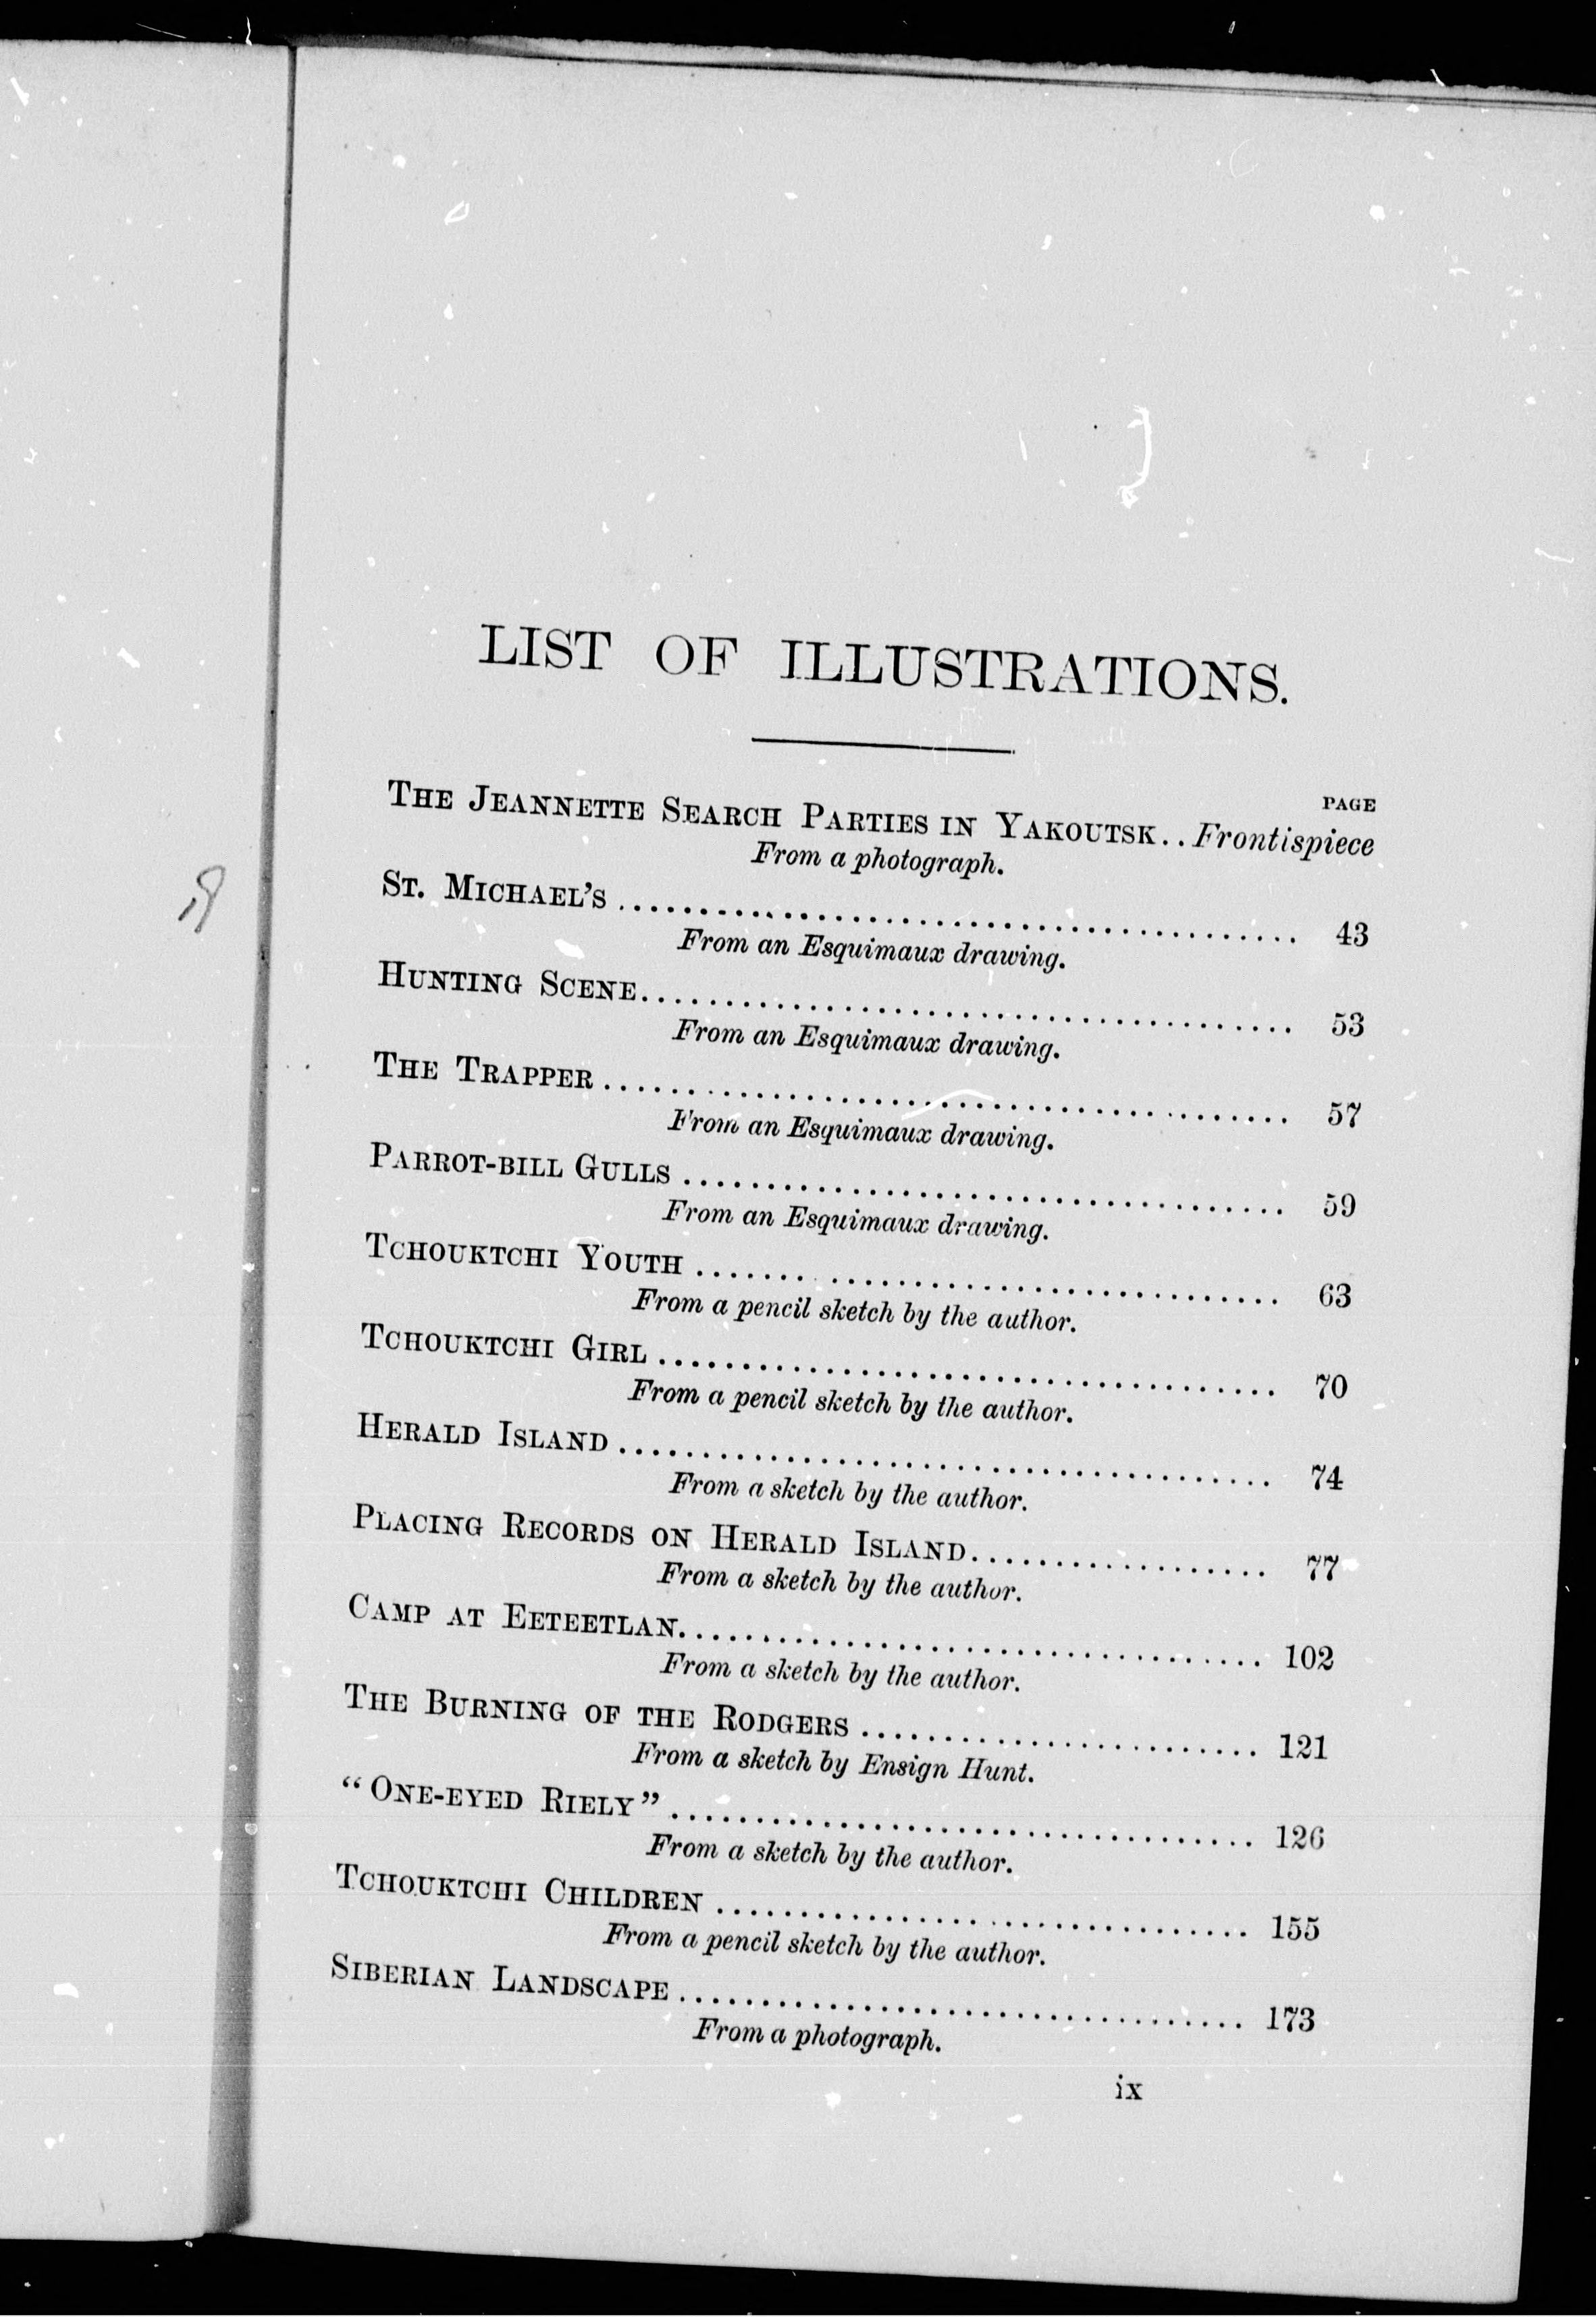 LIST OF ILLUSTRATIONS.
PAGE
THE JEANNETTE SEARCH PARTIES IN YAKOUTSK.. Frontispiece
From a photograph.
ST. MICHAEL'S ........................................ 43
From an Esquimaux drawing.
HUNTING SCENE........................................ 53
From an Esquimaux drawing.
THE TRAPPER ........................................ 57
From an Esquimaux drawing.
PARROT-BILL GULLS .................................... 59
From an Esquimaux drawing.
TCHOUKTCHI YOUTH .................................... 63
From a pencil sketch by the author.
TCHOUKTCHI GIRL ...................................... 70
From a pencil sketch by the author.
HERALD ISLAND ........................................ 74
From a sketch by the author.
PLACING RECORDS ON HERALD ISLAND.................. 77
From a sketch by the author.
CAMP AT EETEETLAN.................................... 102
From a sketch by the author.
THE BURNING OF THE RODGERS ........................ 121
From a sketch by Ensign Hunt.
"ONE-EYED RIELY" .................................... 126
From a sketch by the author.
TCHOUKTCHI CHILDREN ................................ 155
From a pencil sketch by the author.
SIBERIAN LANDSCAPE .................................. 173
From a photograph.
ix